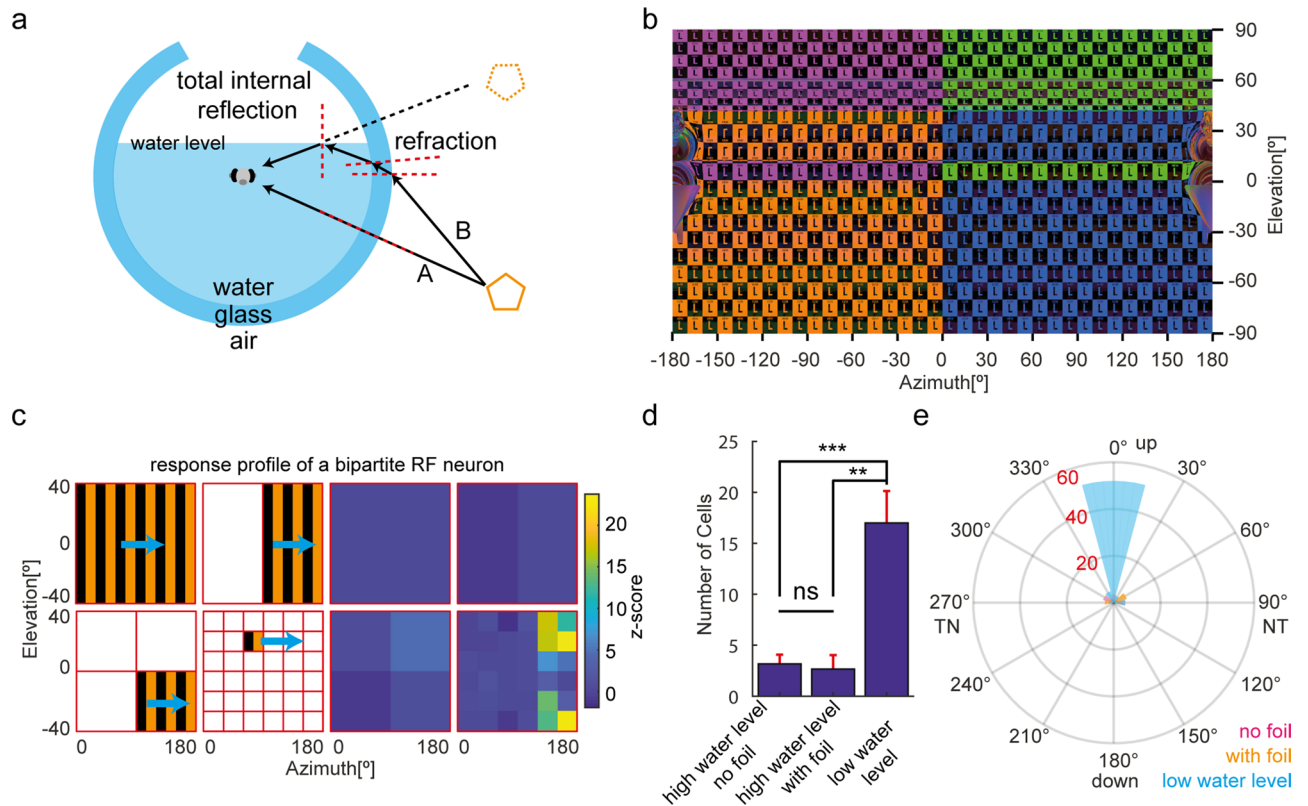 a
total internal
reflection
water level
refraction
B
A
water
glass
air
b
90
60
30
0
-30
-60
-90
Elevation[º]
-180 -150 -120 -90 -60 -30 0 30 60 90 120 150 180
Azimuth[º]
c
response profile of a bipartite RF neuron
40
0
-40
40
0
-40
Elevation[º]
0 180 0 180 0 180 0 180
Azimuth[º]
20
15
10
5
0
z-score
d
25
20
15
10
5
0
Number of Cells
***
**
ns
high water level
no foil
high water level
with foil
low water
level
e
0° up
30°
60°
90°
NT
120°
150°
180°
down
210°
240°
270°
TN
300°
330°
60
40
20
no foil
with foil
low water level